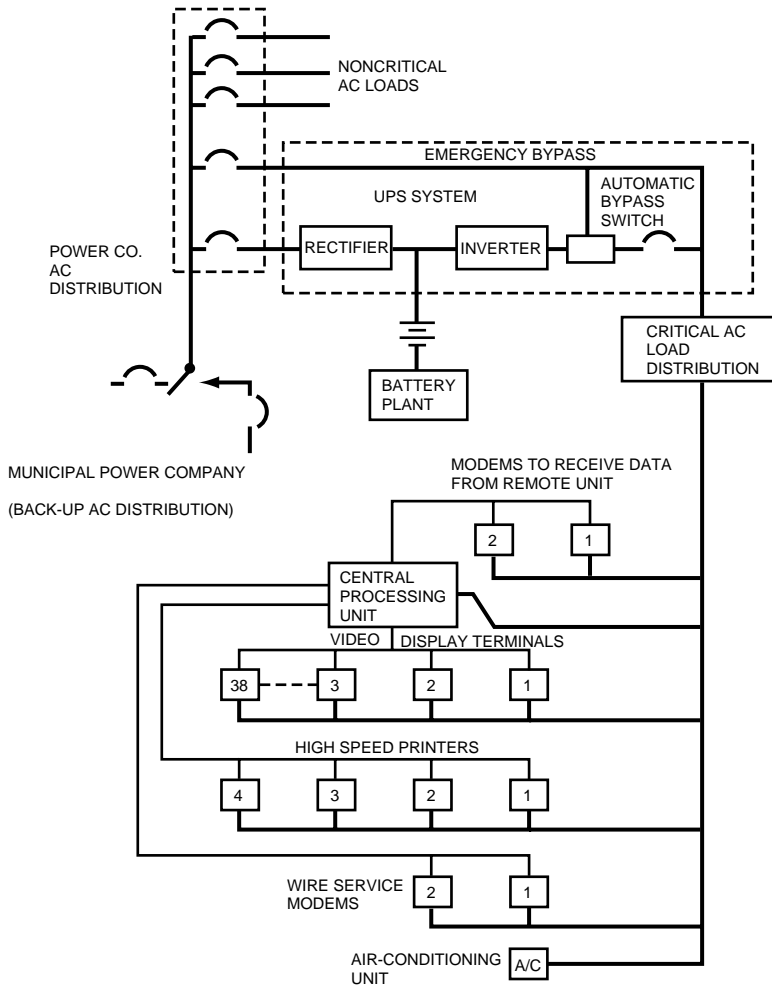 NONCRITICAL
AC LOADS
EMERGENCY BYPASS
UPS SYSTEM
AUTOMATIC
BYPASS
SWITCH
RECTIFIER
INVERTER
POWER CO.
AC
DISTRIBUTION
CRITICAL AC
LOAD
DISTRIBUTION
BATTERY
PLANT
MUNICIPAL POWER COMPANY
(BACK-UP AC DISTRIBUTION)
MODEMS TO RECEIVE DATA
FROM REMOTE UNIT
2 1
CENTRAL
PROCESSING
UNIT
VIDEO DISPLAY TERMINALS
38 3 2 1
HIGH SPEED PRINTERS
4 3 2 1
WIRE SERVICE
MODEMS
2 1
AIR-CONDITIONING
UNIT
A/C